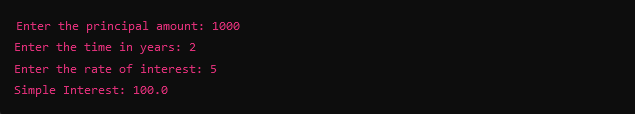 Enter the principal amount: 1000
Enter the time in years: 2
Enter the rate of interest: 5
Simple Interest: 100.0